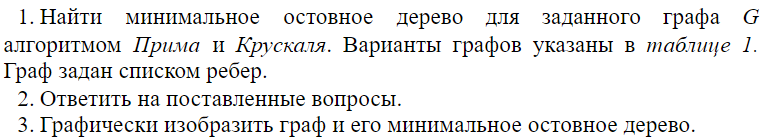 1. Найти минимальное остовное дерево для заданного графа G
алгоритмом Прима и Крускаля. Варианты графов указаны в таблице 1.
Граф задан списком ребер.
2. Ответить на поставленные вопросы.
3. Графически изобразить граф и его минимальное остовное дерево.